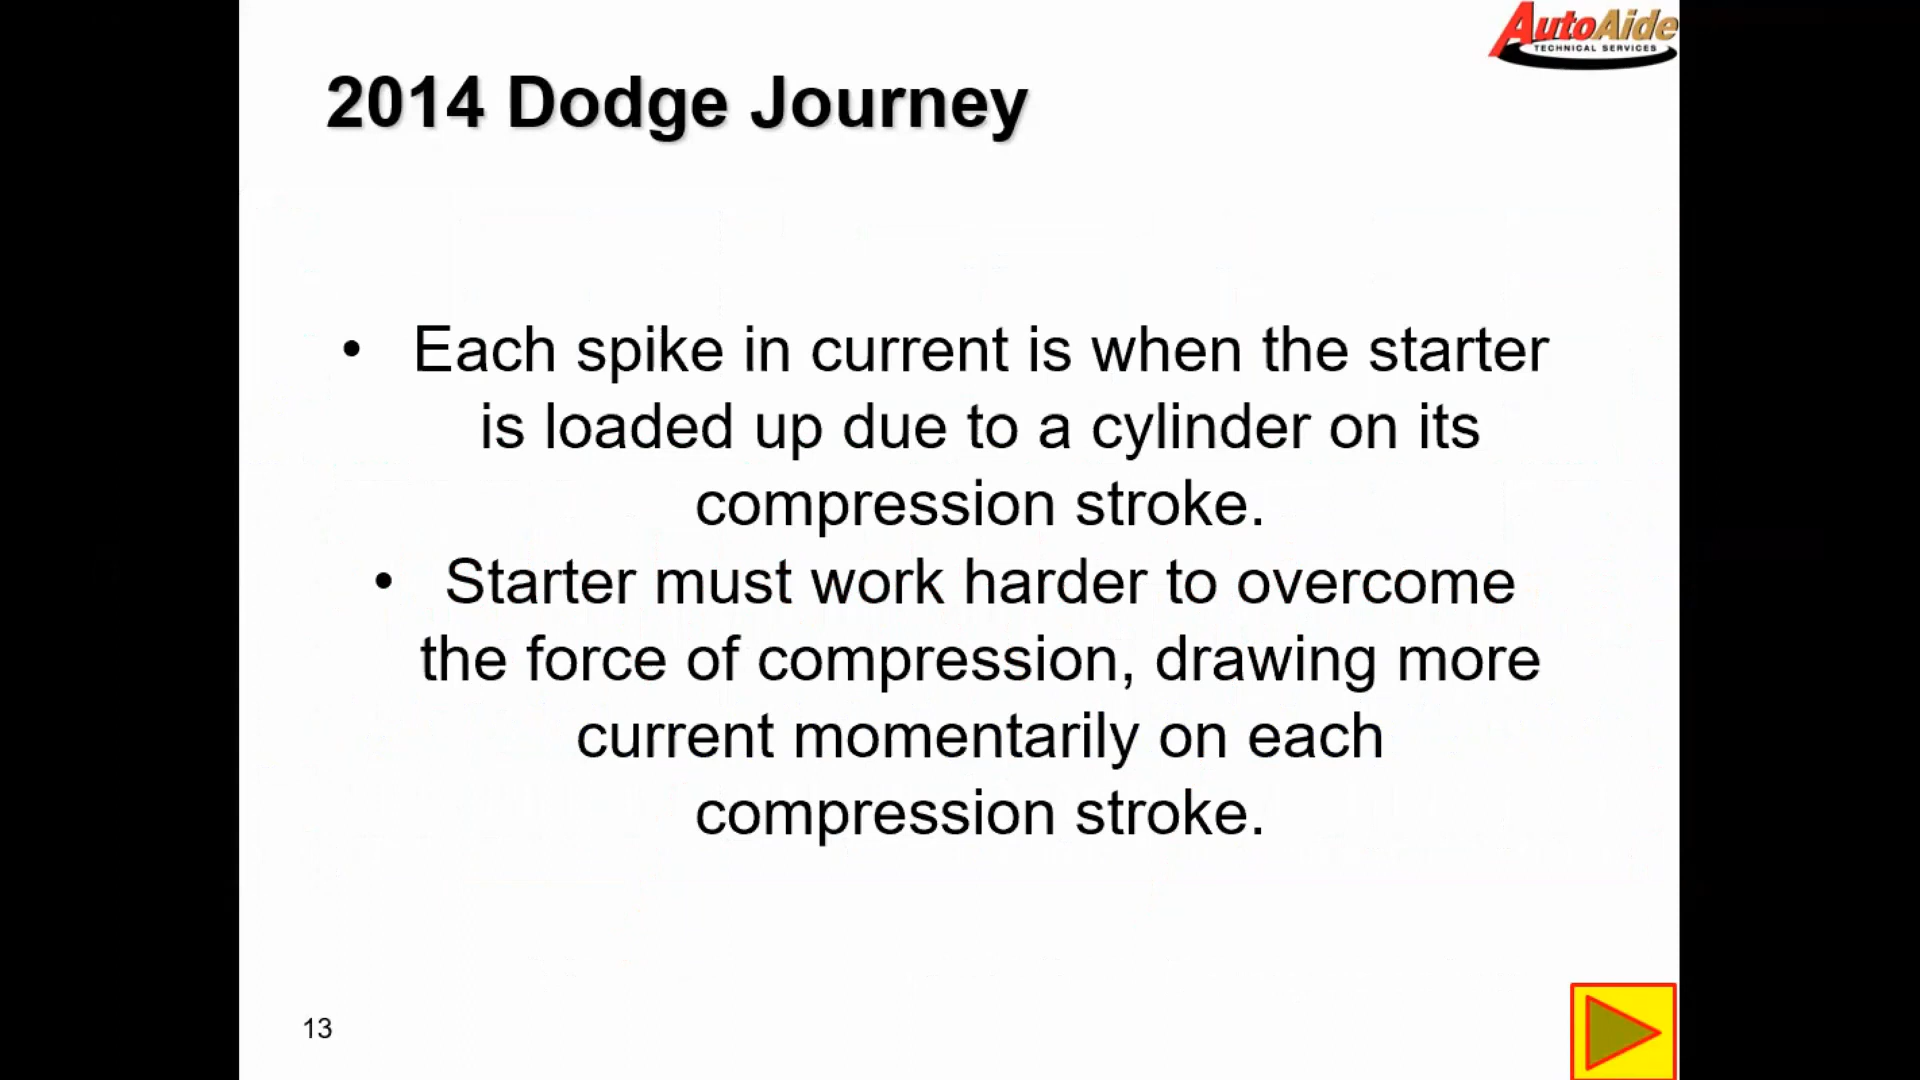 AutoAide
TECHNICAL SERVICES
2014 Dodge Journey
• Each spike in current is when the starter
is loaded up due to a cylinder on its
compression stroke.
• Starter must work harder to overcome
the force of compression, drawing more
current momentarily on each
compression stroke.
13